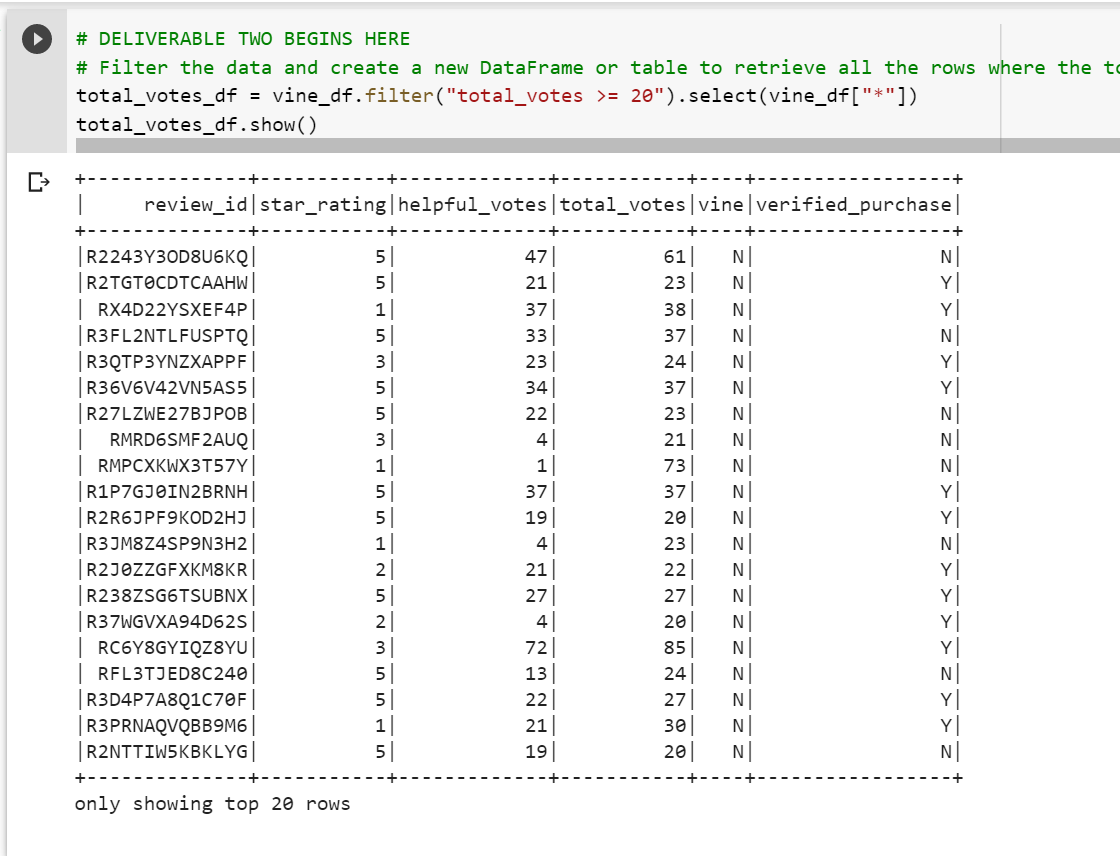 # DELIVERABLE TWO BEGINS HERE
# Filter the data and create a new DataFrame or table to retrieve all the rows where the
total_votes_df = vine_df.filter("total_votes >= 20").select(vine_df["*"])
total_votes_df.show()
+--------------+-----------+-------------+-----------+----+-----------------+
|     review_id|star_rating|helpful_votes|total_votes|vine|verified_purchase|
+--------------+-----------+-------------+-----------+----+-----------------+
|R2243Y3OD8U6KQ|          5|           47|         61|   N|                N|
|R2TGT0CDTCAAHW|          5|           21|         23|   N|                Y|
| RX4D22YSXEF4P|          1|           37|         38|   N|                Y|
|R3FL2NTLFUSPTQ|          5|           33|         37|   N|                N|
|R3QTP3YNZXAPPF|          3|           23|         24|   N|                Y|
|R36V6V42VN5AS5|          5|           34|         37|   N|                Y|
|R27LZWE27BJPOB|          5|           22|         23|   N|                N|
|  RMRD6SMF2AUQ|          3|            4|         21|   N|                N|
| RMPCXKWX3T57Y|          1|            1|         73|   N|                N|
|R1P7GJ0IN2BRNH|          5|           37|         37|   N|                Y|
|R2R6JPF9KOD2HJ|          5|           19|         20|   N|                Y|
|R3JM8Z4SP9N3H2|          1|            4|         23|   N|                N|
|R2J0ZZGFXKM8KR|          2|           21|         22|   N|                Y|
|R238ZSG6TSUBNX|          5|           27|         27|   N|                Y|
|R37WGVXA94D62S|          2|            4|         20|   N|                Y|
| RC6Y8GYIQZ8YU|          3|           72|         85|   N|                Y|
| RFL3TJED8C240|          5|           13|         24|   N|                N|
|R3D4P7A8Q1C70F|          5|           22|         27|   N|                Y|
|R3PRNAQVQBB9M6|          1|           21|         30|   N|                Y|
|R2NTTIW5KBKLYG|          5|           19|         20|   N|                N|
+--------------+-----------+-------------+-----------+----+-----------------+
only showing top 20 rows